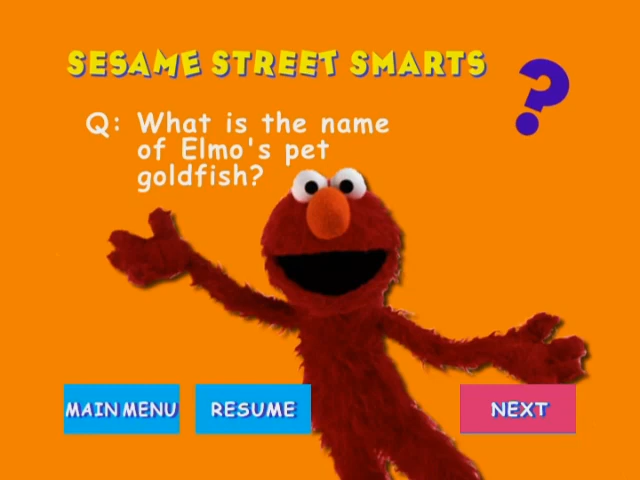 SESAME STREET SMARTS
?
Q: What is the name
of Elmo's pet
goldfish?
MAIN MENU
RESUME
NEXT